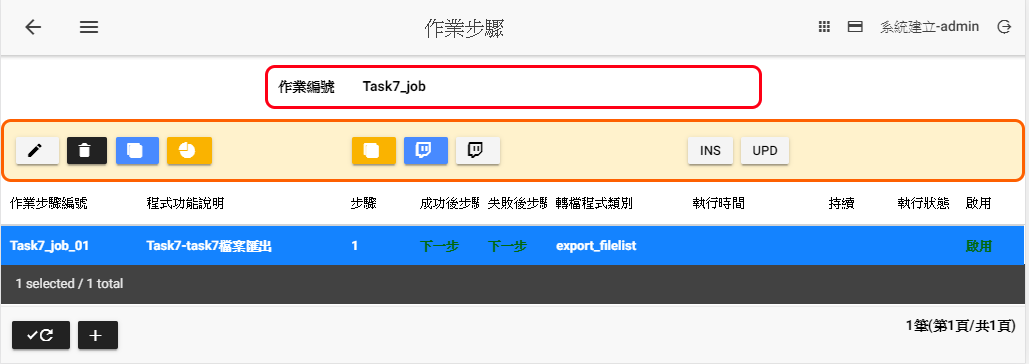 作業步驟
系統建立-admin
作業編號 Task7_job
INS UPD
作業步驟編號 程式功能說明 步驟 成功後步驟 失敗後步驟 轉檔程式類別 執行時間 持續 執行狀態 啟用
Task7_job_01 Task7-task7檔案匯出 1 下一步 下一步 export_filelist 啟用
1 selected / 1 total
1筆(第1頁/共1頁)